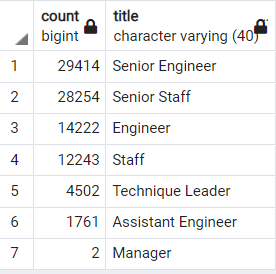 count title
bigint character varying (40)
1 29414 Senior Engineer
2 28254 Senior Staff
3 14222 Engineer
4 12243 Staff
5 4502 Technique Leader
6 1761 Assistant Engineer
7 2 Manager